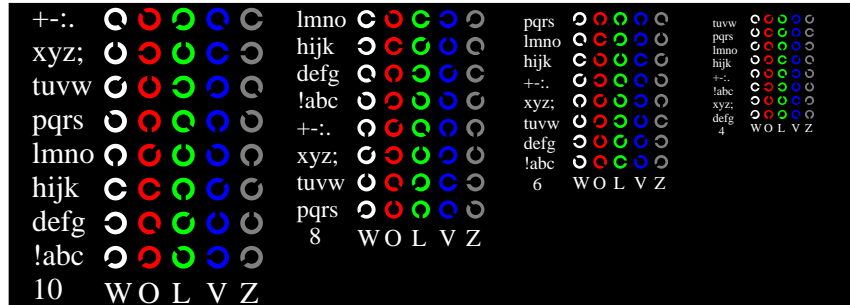 +-:.
xyz;
tuvw
pqrs
lmno
hijk
defg
!abc
10 W O L V Z
lmno
hijk
defg
!abc
+-:.
xyz;
tuvw
pqrs
8 W O L V Z
pqrs
lmno
hijk
+-:.
xyz;
tuvw
defg
!abc
6 W O L V Z
tuvw
pqrs
lmno
hijk
+-:.
!abc
xyz;
defg
4 W O L V Z